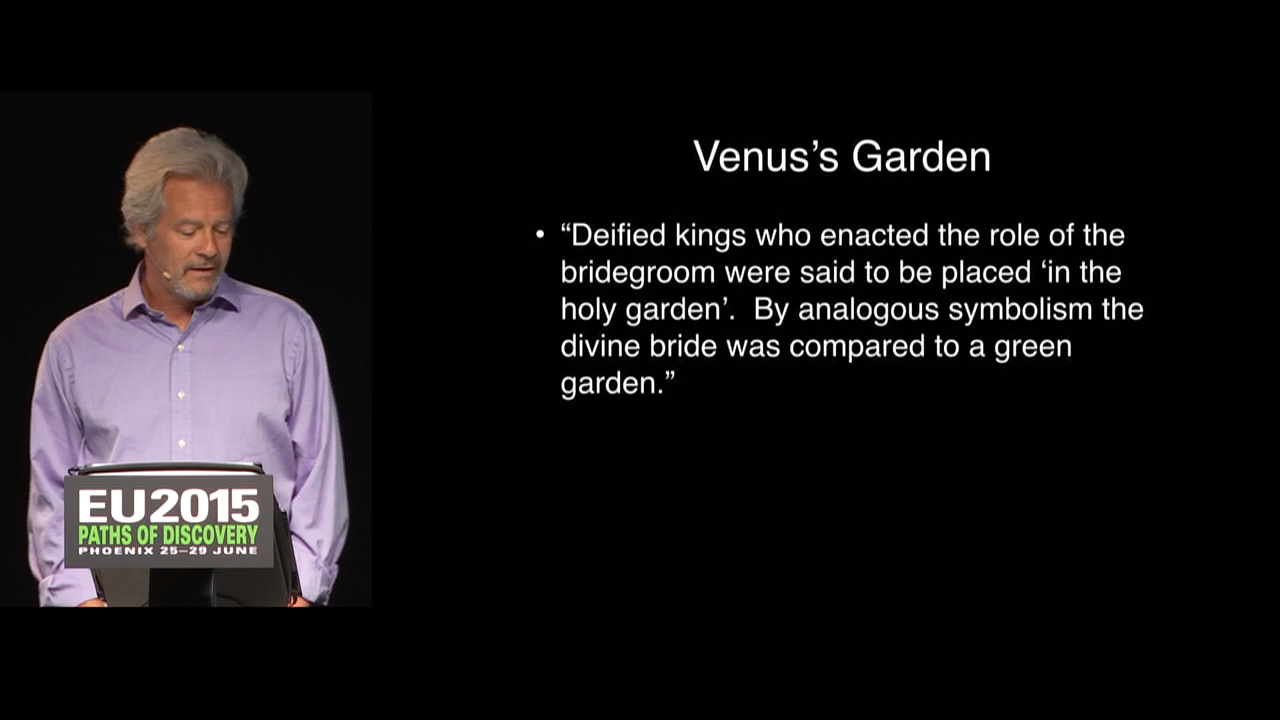 Venus’s Garden
• “Deified kings who enacted the role of the
bridegroom were said to be placed ‘in the
holy garden’.  By analogous symbolism the
divine bride was compared to a green
garden.”
EU2015
PATHS OF DISCOVERY
PHOENIX 25–29 JUNE